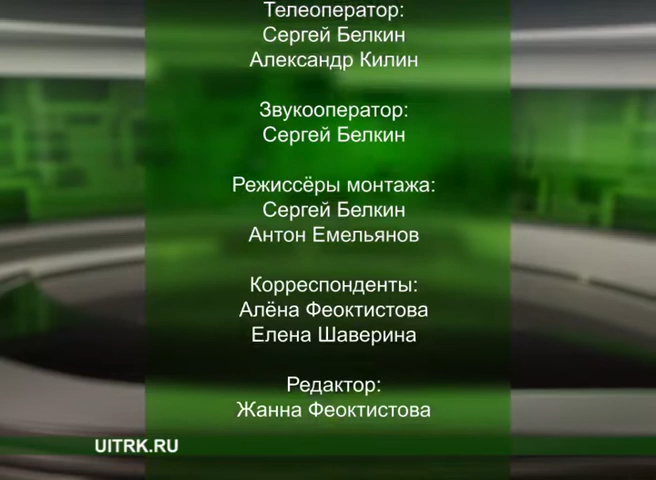 Телеоператор:
Сергей Белкин
Александр Килин
Звукооператор:
Сергей Белкин
Режиссёры монтажа:
Сергей Белкин
Антон Емельянов
Корреспонденты:
Алёна Феоктистова
Елена Шаверина
Редактор:
Жанна Феоктистова
UITRK.RU